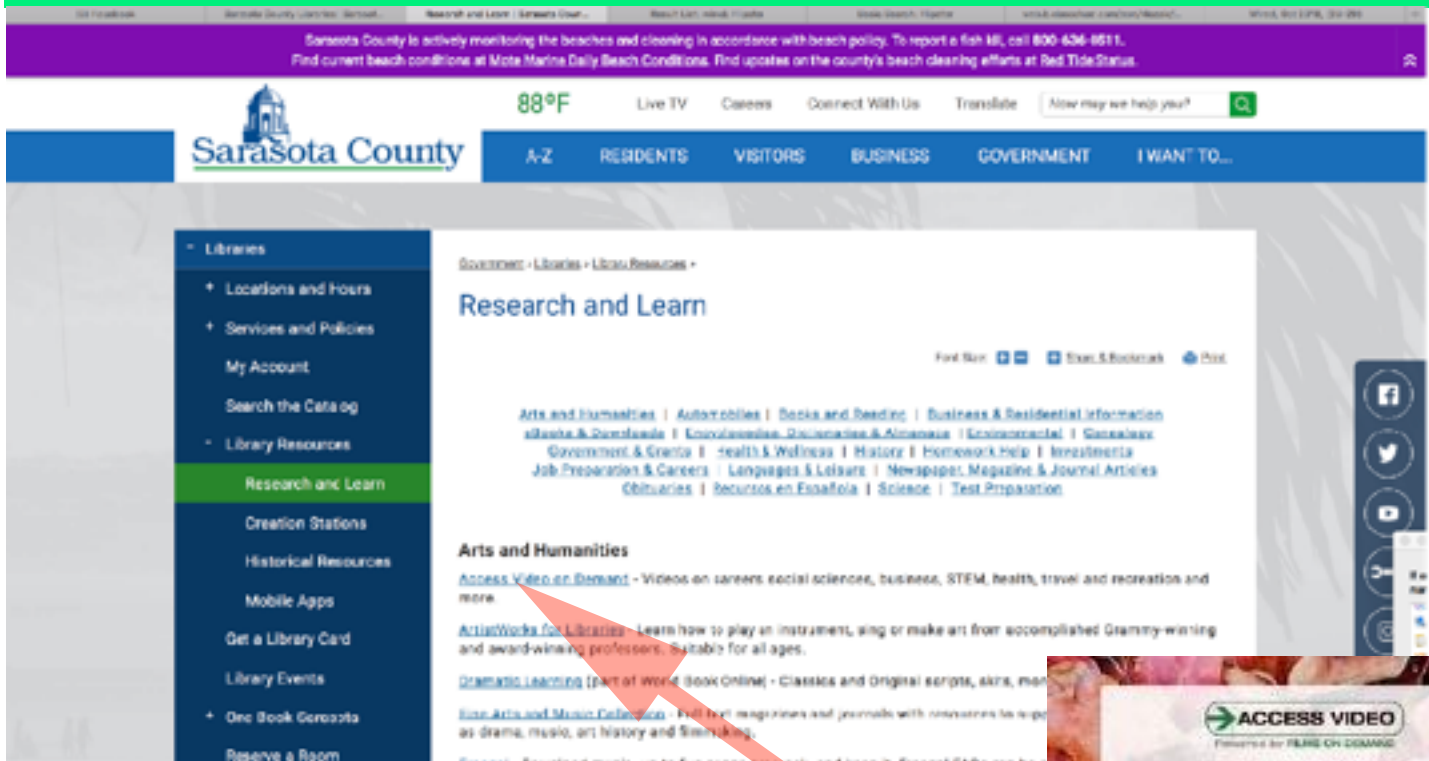 Sarasota County is actively monitoring the beaches and cleaning in accordance with beach policy. To report a fish kill, call 800-636-0511.
Find current beach conditions at Mote Marine Daily Beach Conditions. Find updates on the county's beach cleaning efforts at Red Tide Status.
88°F
Live TV
Careers
Connect With Us
Translate
How may we help you?
Sarasota County
A-Z
RESIDENTS
VISITORS
BUSINESS
GOVERNMENT
I WANT TO...
- Libraries
+ Locations and Hours
+ Services and Policies
My Account
Search the Catalog
- Library Resources
Research and Learn
Creation Stations
Historical Resources
Mobile Apps
Get a Library Card
Library Events
+ One Book Sarasota
Reserve a Room
Government › Libraries › Library Resources ›
Research and Learn
Font Size: + - Share & Bookmark Print
Arts and Humanities | Automobiles | Books and Reading | Business & Residential Information
eBooks & Downloads | Encyclopedias, Dictionaries & Almanacs | Environmental | Genealogy
Government & Grants | Health & Wellness | History | Homework Help | Investments
Job Preparation & Careers | Languages & Leisure | Newspaper, Magazine & Journal Articles
Obituaries | Recursos en Española | Science | Test Preparation
Arts and Humanities
Access Video on Demand - Videos on careers social sciences, business, STEM, health, travel and recreation and
more.
ArtistWorks for Libraries - Learn how to play an instrument, sing or make art from accomplished Grammy-winning
and award-winning professors. Suitable for all ages.
Dramatic Learning (part of World Book Online) - Classics and Original scripts, skits,
Fine Arts and Music Collection - Full text magazines and journals with resources to
as drama, music, art history and filmmaking.
ACCESS VIDEO
Powered by FILMS ON DEMAND